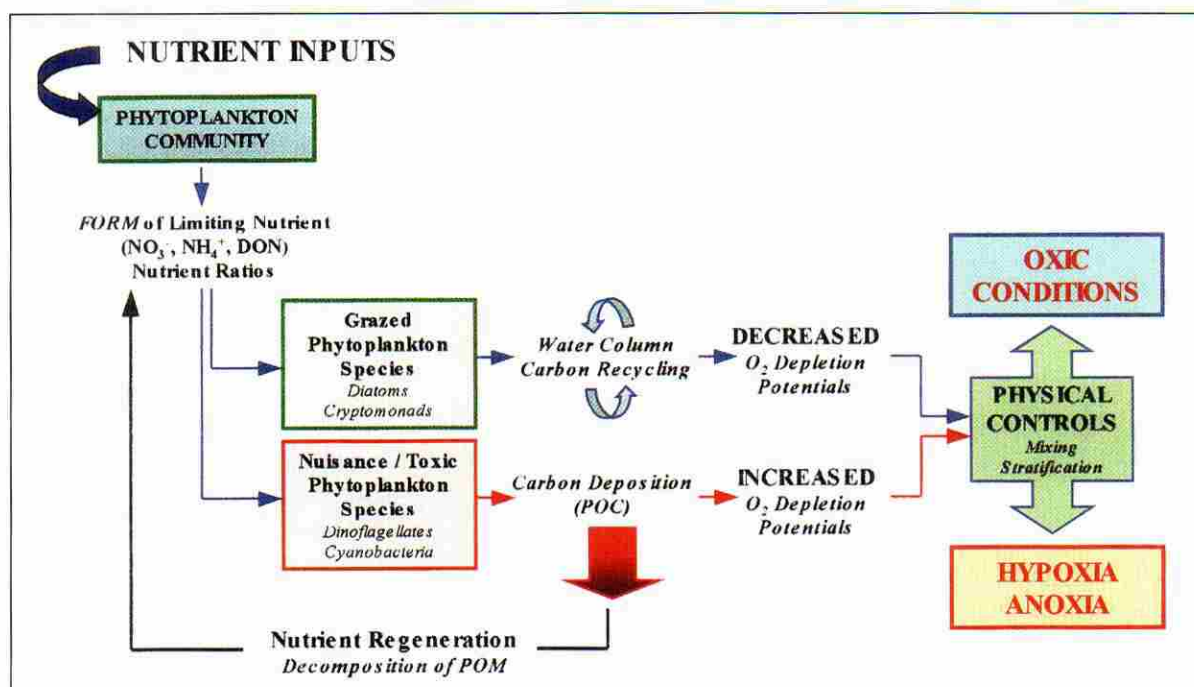 NUTRIENT INPUTS
PHYTOPLANKTON
COMMUNITY
FORM of Limiting Nutrient
(NO₃⁻, NH₄⁺, DON)
Nutrient Ratios
Grazed
Phytoplankton
Species
Diatoms
Cryptomonads
Water Column
Carbon Recycling
DECREASED
O₂ Depletion
Potentials
Nuisance / Toxic
Phytoplankton
Species
Dinoflagellates
Cyanobacteria
Carbon Deposition
(POC)
INCREASED
O₂ Depletion
Potentials
OXIC
CONDITIONS
PHYSICAL
CONTROLS
Mixing
Stratification
HYPOXIA
ANOXIA
Nutrient Regeneration
Decomposition of POM